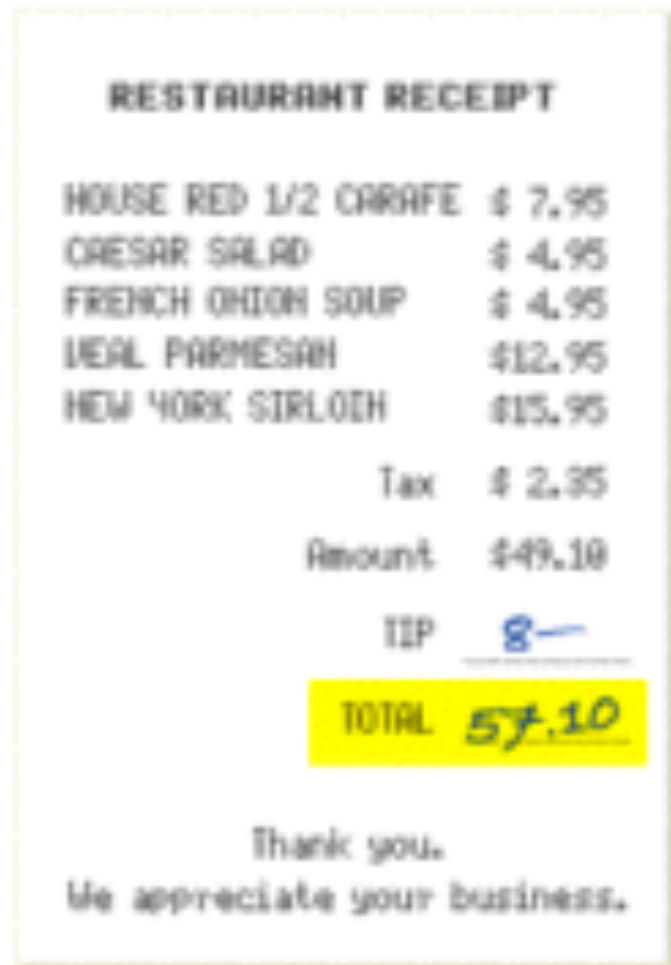 RESTAURANT RECEIPT
HOUSE RED 1/2 CARAFE $ 7.95
CAESAR SALAD $ 4.95
FRENCH ONION SOUP $ 4.95
VEAL PARMESAN $12.95
NEW YORK SIRLOIN $15.95
Tax $ 2.35
Amount $49.10
TIP 8—
TOTAL 57.10
Thank you.
We appreciate your business.